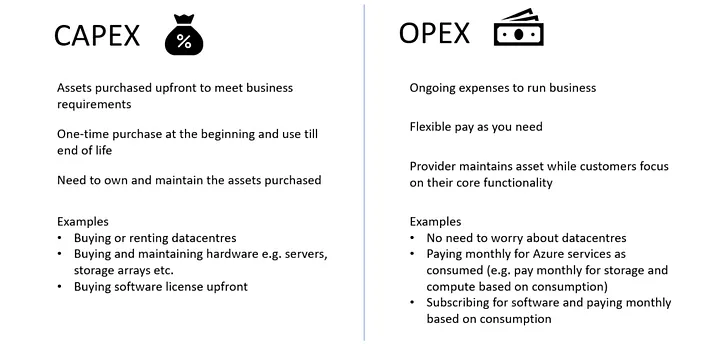 CAPEX
%
Assets purchased upfront to meet business
requirements
One-time purchase at the beginning and use till
end of life
Need to own and maintain the assets purchased
Examples
• Buying or renting datacentres
• Buying and maintaining hardware e.g. servers,
storage arrays etc.
• Buying software license upfront
OPEX
Ongoing expenses to run business
Flexible pay as you need
Provider maintains asset while customers focus
on their core functionality
Examples
• No need to worry about datacentres
• Paying monthly for Azure services as
consumed (e.g. pay monthly for storage and
compute based on consumption)
• Subscribing for software and paying monthly
based on consumption